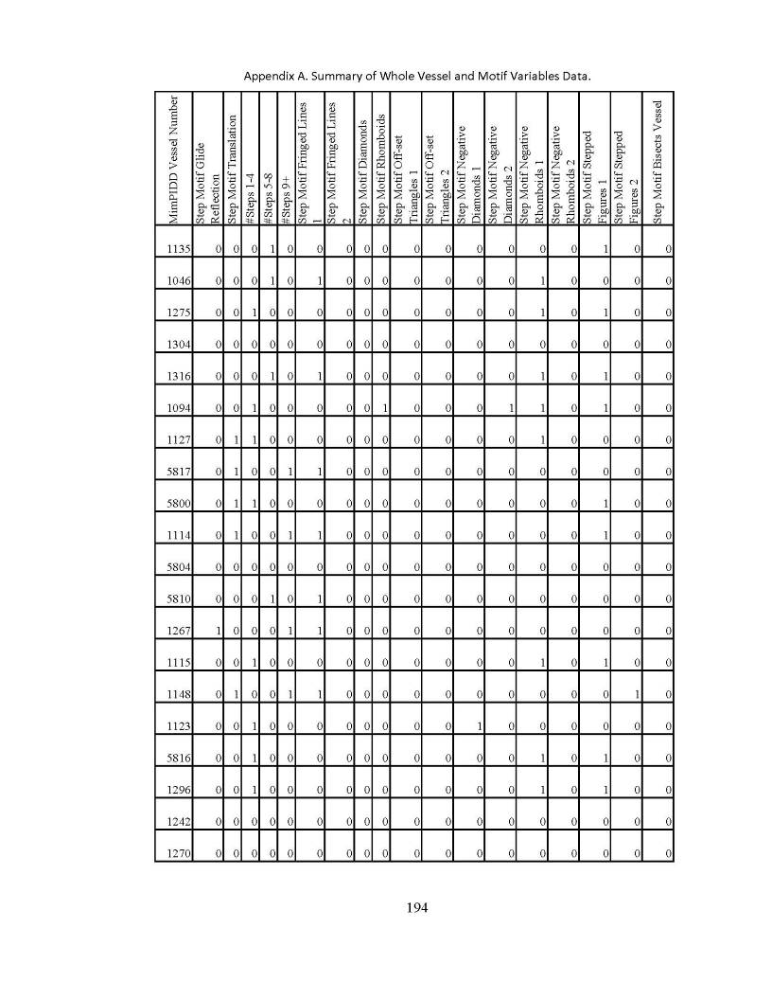 Appendix A. Summary of Whole Vessel and Motif Variables Data.
MimPIDD Vessel Number
Step Motif Glide
Reflection
Step Motif Translation
#Steps 1-4
#Steps 5-8
#Steps 9+
Step Motif Fringed Lines
1
Step Motif Fringed Lines
2
Step Motif Diamonds
Step Motif Rhomboids
Step Motif Off-set
Triangles 1
Step Motif Off-set
Triangles 2
Step Motif Negative
Diamonds 1
Step Motif Negative
Diamonds 2
Step Motif Negative
Rhomboids 1
Step Motif Negative
Rhomboids 2
Step Motif Stepped
Figures 1
Step Motif Stepped
Figures 2
Step Motif Bisects Vessel
1135 0 0 0 1 0 0 0 0 0 0 0 0 0 0 0 1 0 0
1046 0 0 0 1 0 1 0 0 0 0 0 0 0 1 0 0 0 0
1275 0 0 1 0 0 0 0 0 0 0 0 0 0 1 0 1 0 0
1304 0 0 0 0 0 0 0 0 0 0 0 0 0 0 0 0 0 0
1316 0 0 0 1 0 1 0 0 0 0 0 0 0 1 0 1 0 0
1094 0 0 1 0 0 0 0 0 1 0 0 0 1 1 0 1 0 0
1127 0 1 1 0 0 0 0 0 0 0 0 0 0 1 0 0 0 0
5817 0 1 0 0 1 1 0 0 0 0 0 0 0 0 0 0 0 0
5800 0 1 1 0 0 0 0 0 0 0 0 0 0 0 0 1 0 0
1114 0 1 0 0 1 1 0 0 0 0 0 0 0 0 0 1 0 0
5804 0 0 0 0 0 0 0 0 0 0 0 0 0 0 0 0 0 0
5810 0 0 0 1 0 1 0 0 0 0 0 0 0 0 0 0 0 0
1267 1 0 0 0 1 1 0 0 0 0 0 0 0 0 0 0 0 0
1115 0 0 1 0 0 0 0 0 0 0 0 0 0 1 0 1 0 0
1148 0 1 0 0 1 1 0 0 0 0 0 0 0 0 0 0 1 0
1123 0 0 1 0 0 0 0 0 0 0 0 1 0 0 0 0 0 0
5816 0 0 1 0 0 0 0 0 0 0 0 0 0 1 0 1 0 0
1296 0 0 1 0 0 0 0 0 0 0 0 0 0 1 0 1 0 0
1242 0 0 0 0 0 0 0 0 0 0 0 0 0 0 0 0 0 0
1270 0 0 0 0 0 0 0 0 0 0 0 0 0 0 0 0 0 0
194